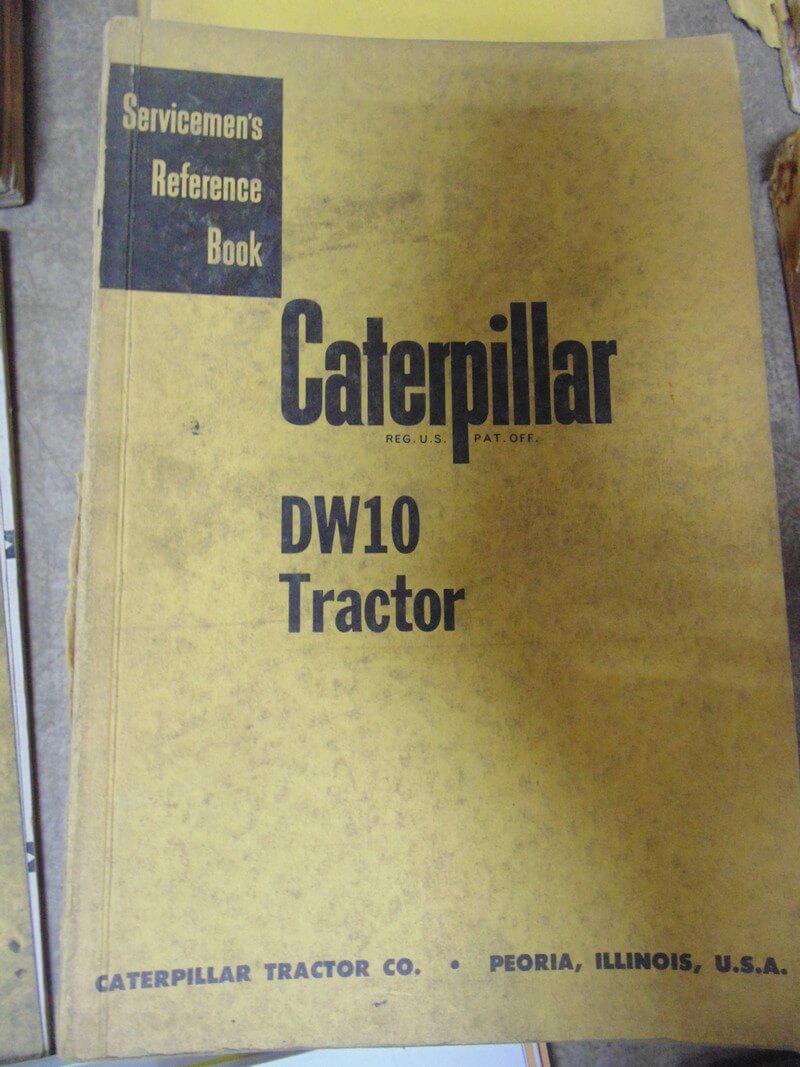 Servicemen's
Reference
Book
Caterpillar
REG. U.S. PAT. OFF.
DW10
Tractor
CATERPILLAR TRACTOR CO. • PEORIA, ILLINOIS, U.S.A.